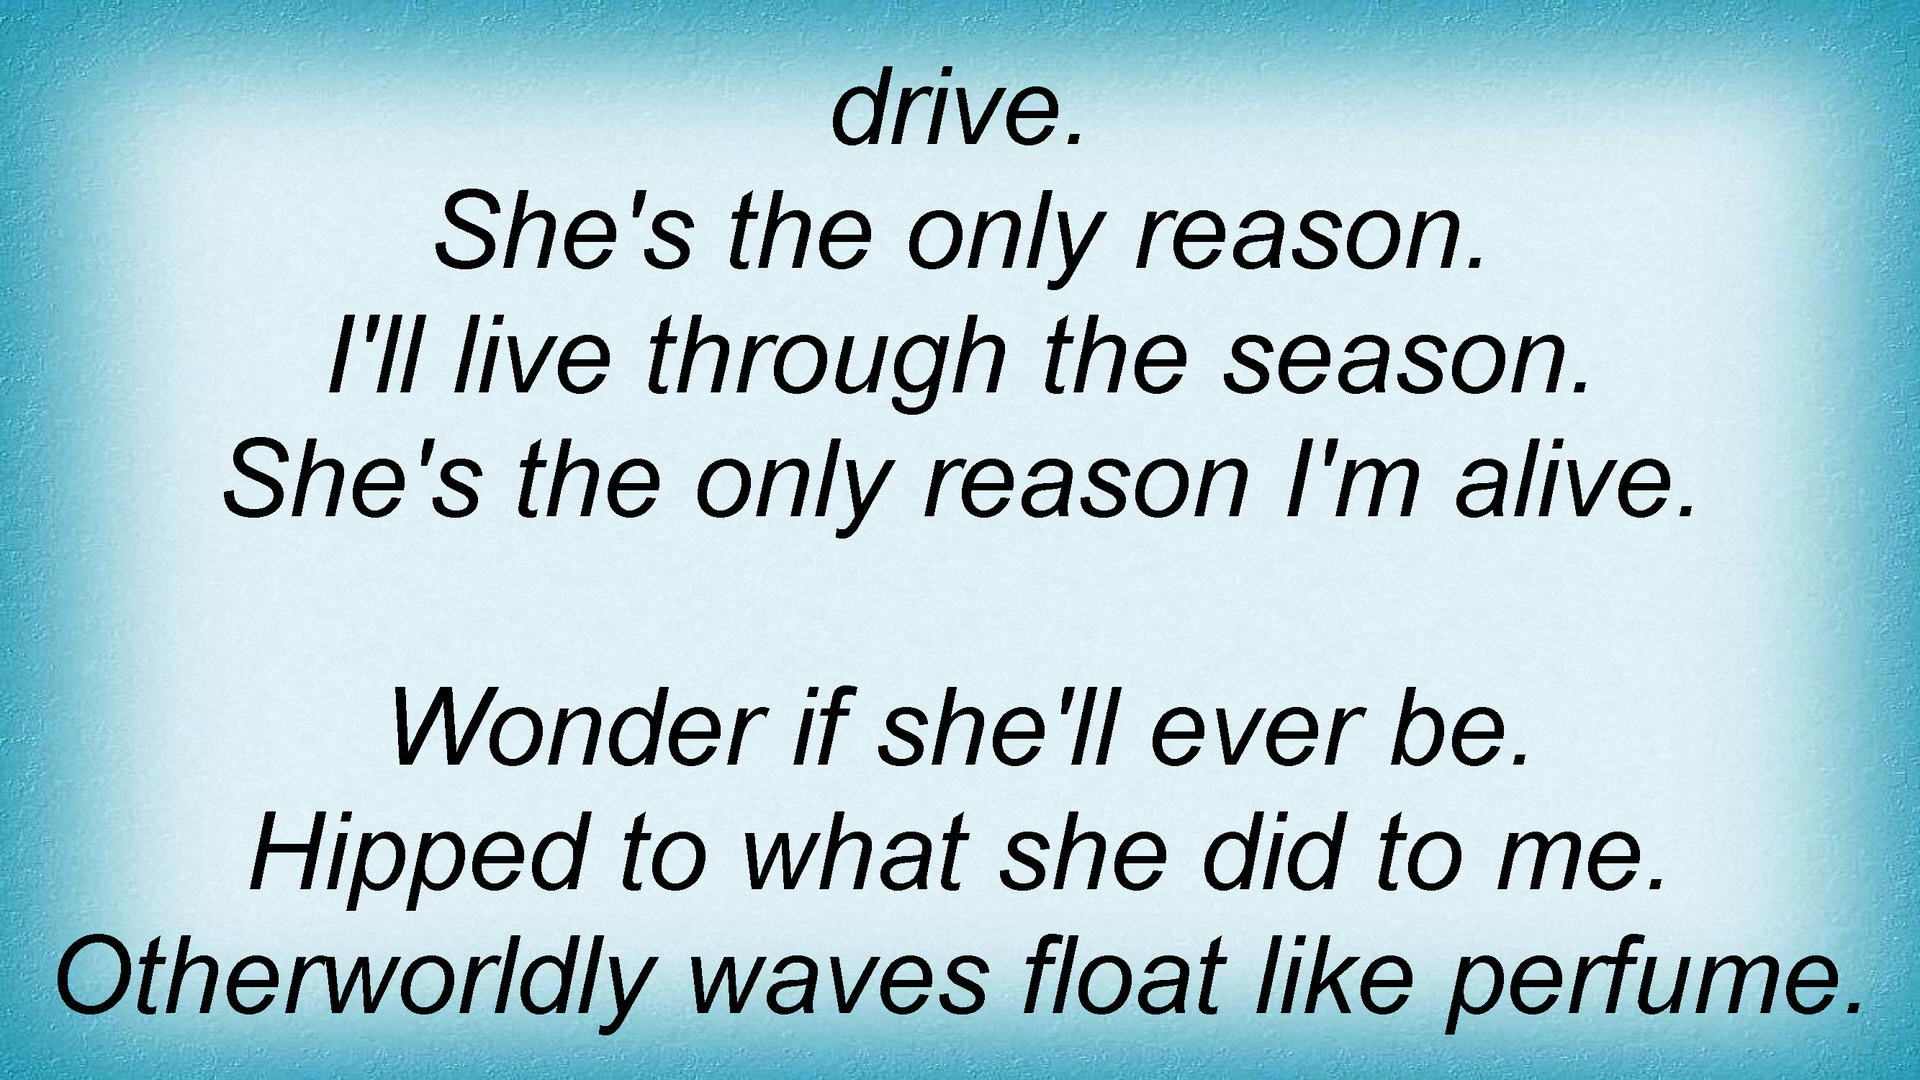 drive.
She's the only reason.
I'll live through the season.
She's the only reason I'm alive.
Wonder if she'll ever be.
Hipped to what she did to me.
Otherworldly waves float like perfume.